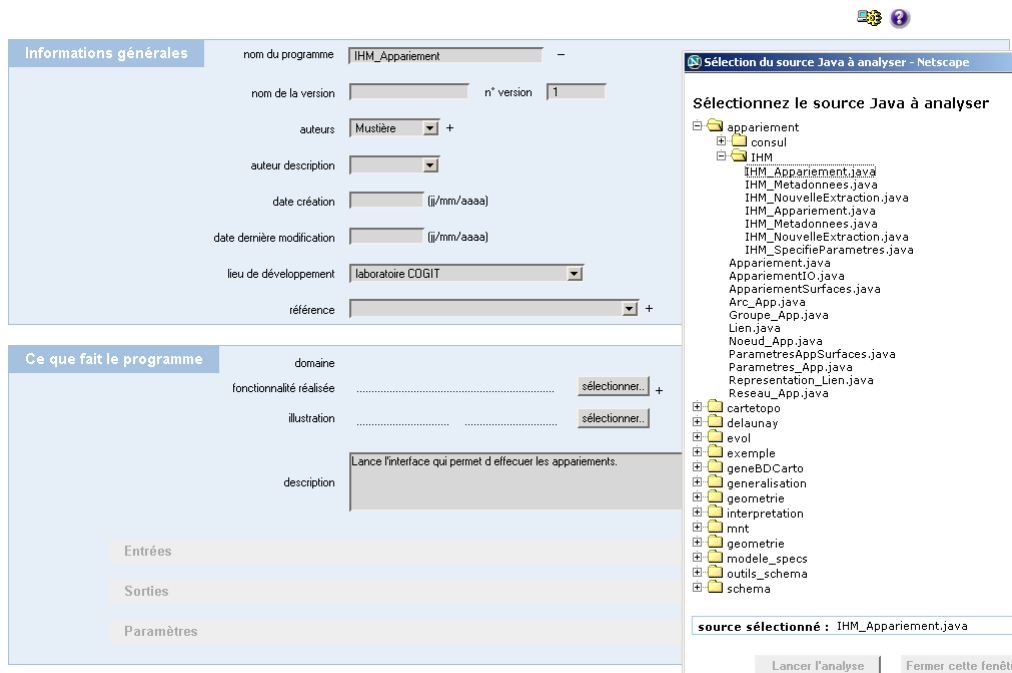 Informations générales
nom du programme IHM_Appariement –
nom de la version n° version 1
auteurs Mustière +
auteur description
date création (jj/mm/aaaa)
date dernière modification (jj/mm/aaaa)
lieu de développement laboratoire COGIT
référence +
Ce que fait le programme
domaine
fonctionnalité réalisée sélectionner.. +
illustration sélectionner..
description Lance l'interface qui permet d effecuer les appariements.
Entrées
Sorties
Paramètres
Sélection du source Java à analyser - Netscape
Sélectionnez le source Java à analyser
appariement
consul
IHM
IHM_Appariement.java
IHM_Metadonnees.java
IHM_NouvelleExtraction.java
IHM_Appariement.java
IHM_Metadonnees.java
IHM_NouvelleExtraction.java
IHM_SpecifieParametres.java
Appariement.java
AppariementIO.java
AppariementSurfaces.java
Arc_App.java
Groupe_App.java
Lien.java
Noeud_App.java
ParametresAppSurfaces.java
Parametres_App.java
Representation_Lien.java
Reseau_App.java
cartetopo
delaunay
evol
exemple
geneBDCarto
generalisation
geometrie
interpretation
mnt
geometrie
modele_specs
outils_schema
schema
source sélectionné : IHM_Appariement.java
Lancer l'analyse Fermer cette fenêt